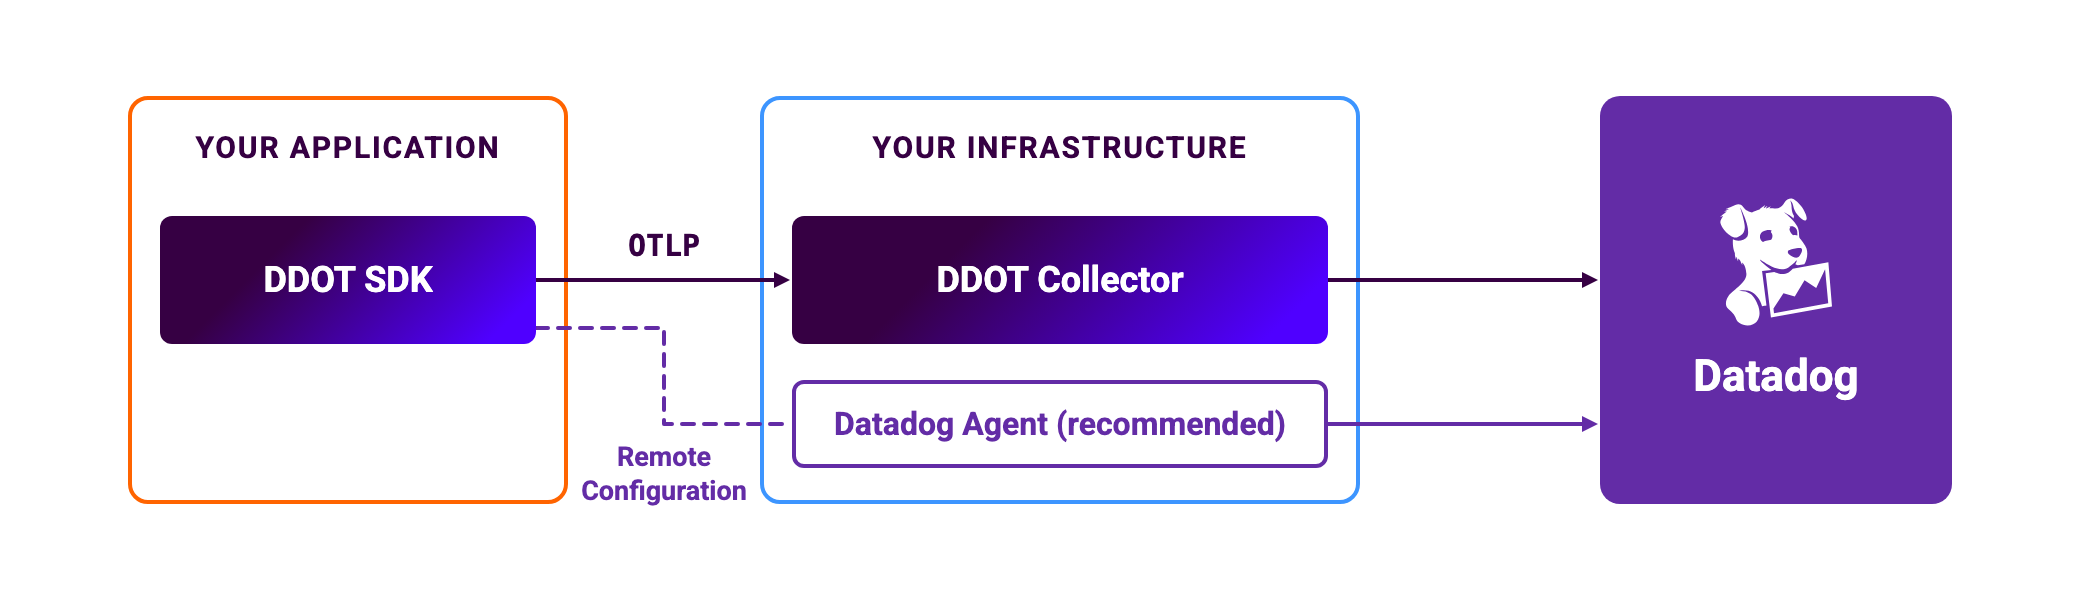 YOUR APPLICATION
DDOT SDK
OTLP
Remote
Configuration
YOUR INFRASTRUCTURE
DDOT Collector
Datadog Agent (recommended)
Datadog